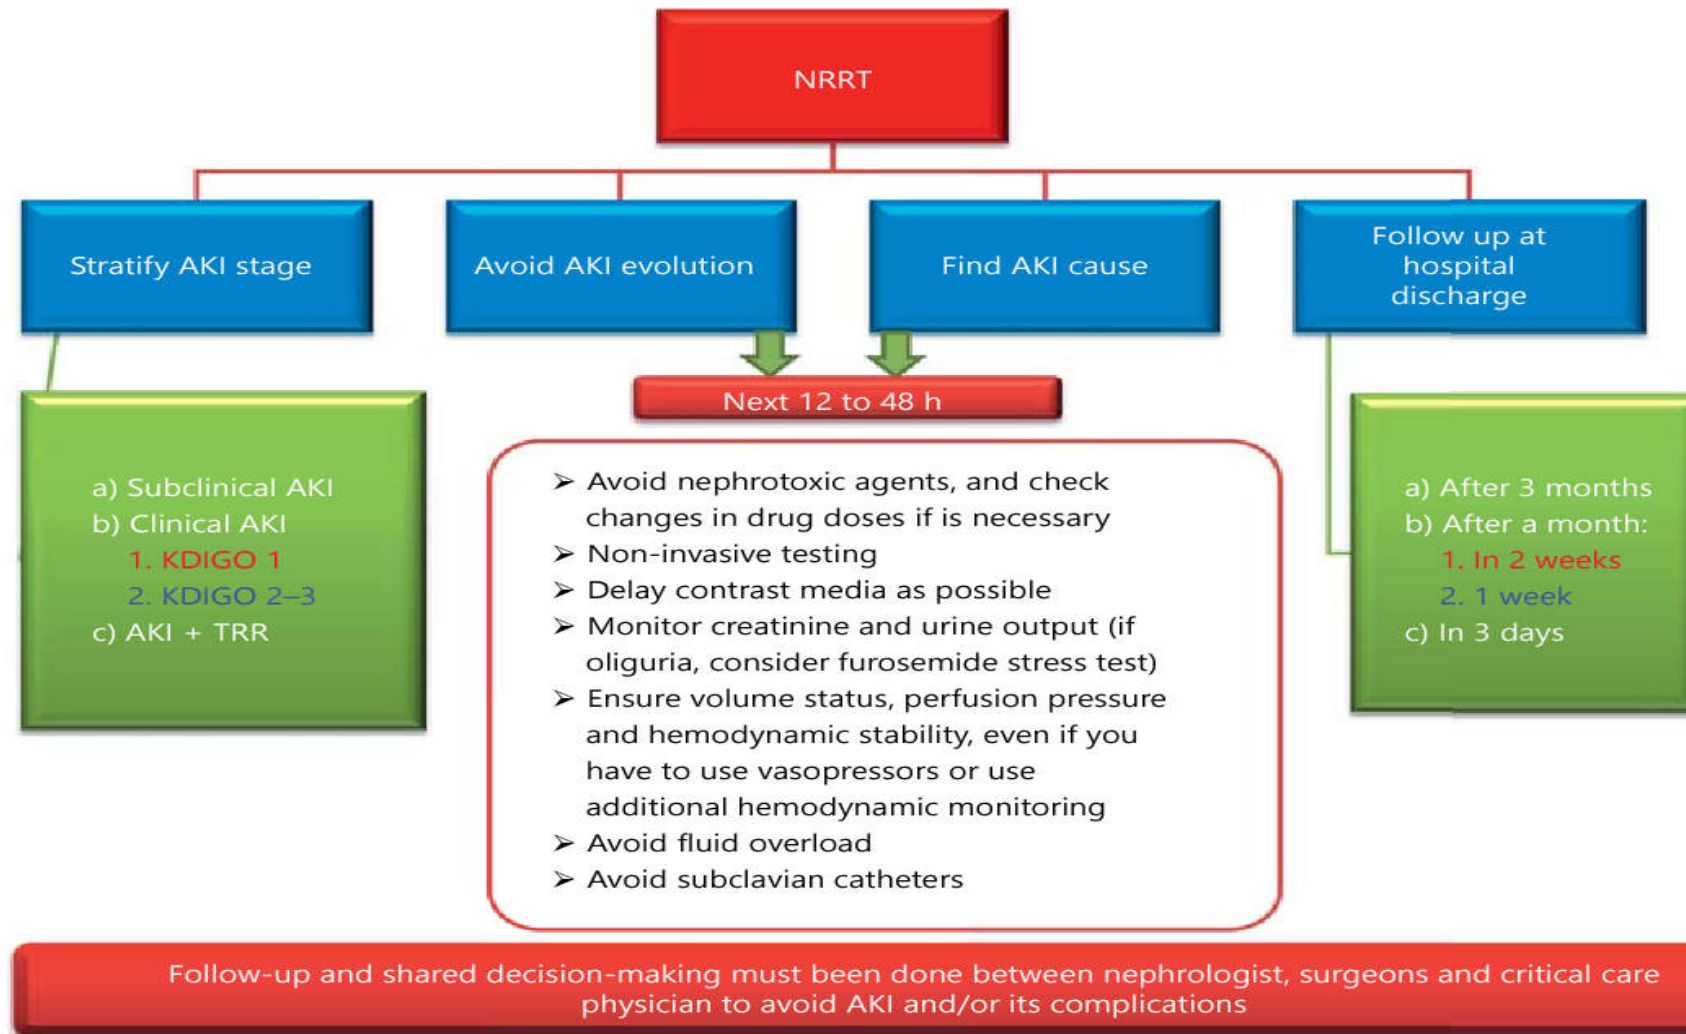 NRRT
Stratify AKI stage
Avoid AKI evolution
Find AKI cause
Follow up at
hospital
discharge
Next 12 to 48 h
a) Subclinical AKI
b) Clinical AKI
1. KDIGO 1
2. KDIGO 2–3
c) AKI + TRR
➢ Avoid nephrotoxic agents, and check
changes in drug doses if is necessary
➢ Non-invasive testing
➢ Delay contrast media as possible
➢ Monitor creatinine and urine output (if
oliguria, consider furosemide stress test)
➢ Ensure volume status, perfusion pressure
and hemodynamic stability, even if you
have to use vasopressors or use
additional hemodynamic monitoring
➢ Avoid fluid overload
➢ Avoid subclavian catheters
a) After 3 months
b) After a month:
1. In 2 weeks
2. 1 week
c) In 3 days
Follow-up and shared decision-making must been done between nephrologist, surgeons and critical care
physician to avoid AKI and/or its complications